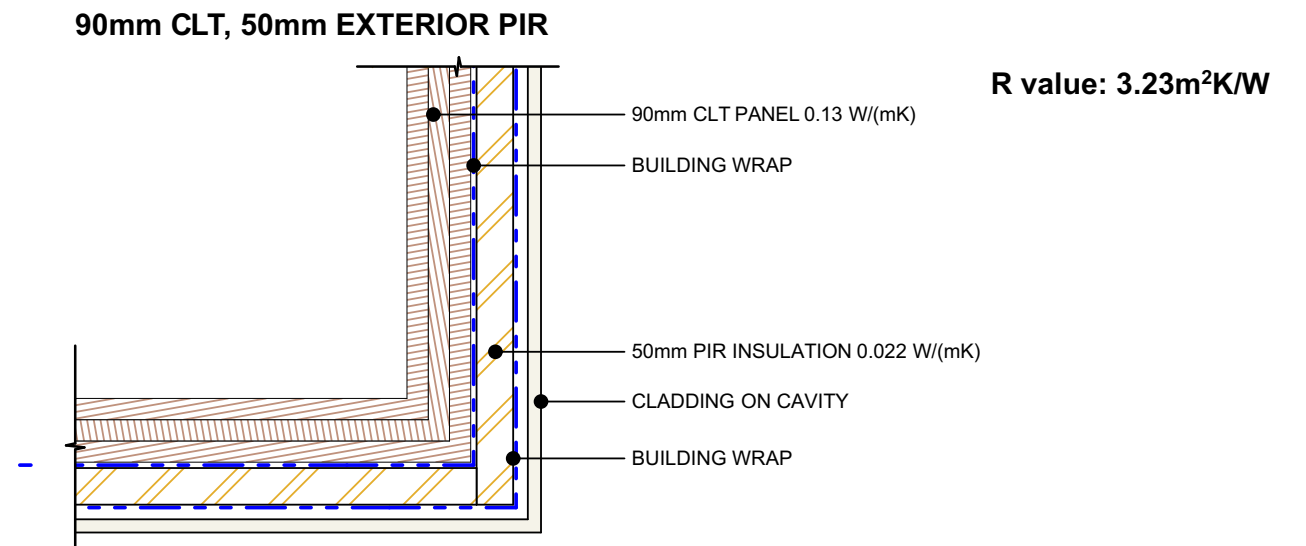 90mm CLT, 50mm EXTERIOR PIR
R value: 3.23m²K/W
90mm CLT PANEL 0.13 W/(mK)
BUILDING WRAP
50mm PIR INSULATION 0.022 W/(mK)
CLADDING ON CAVITY
BUILDING WRAP